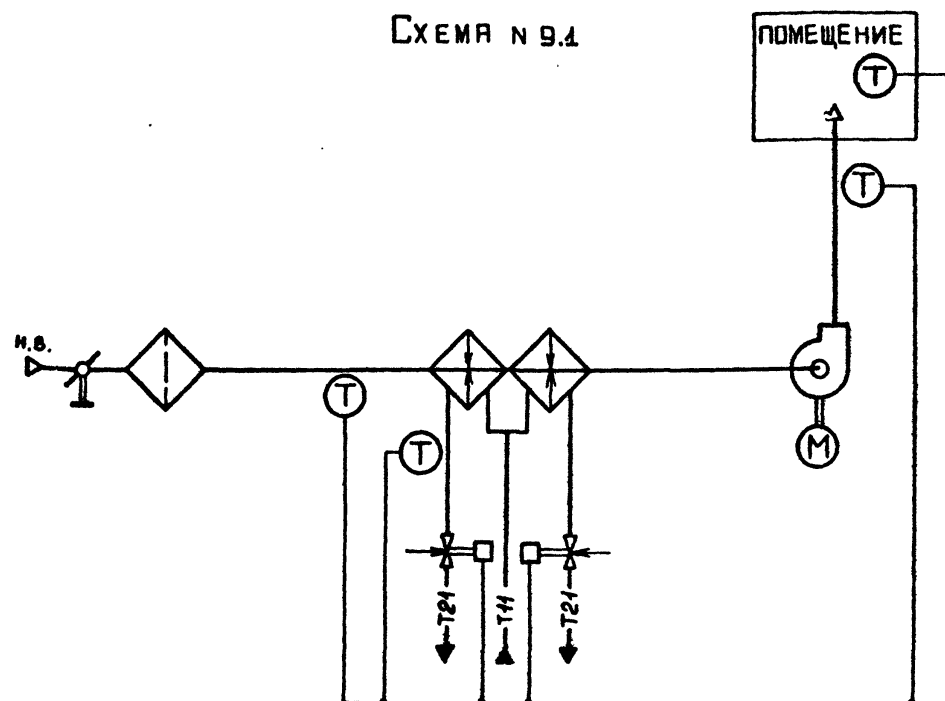 СХЕМА N 9.1
ПОМЕЩЕНИЕ
Т
Т
н.в.
Т
Т
М
Т21
Т11
Т21